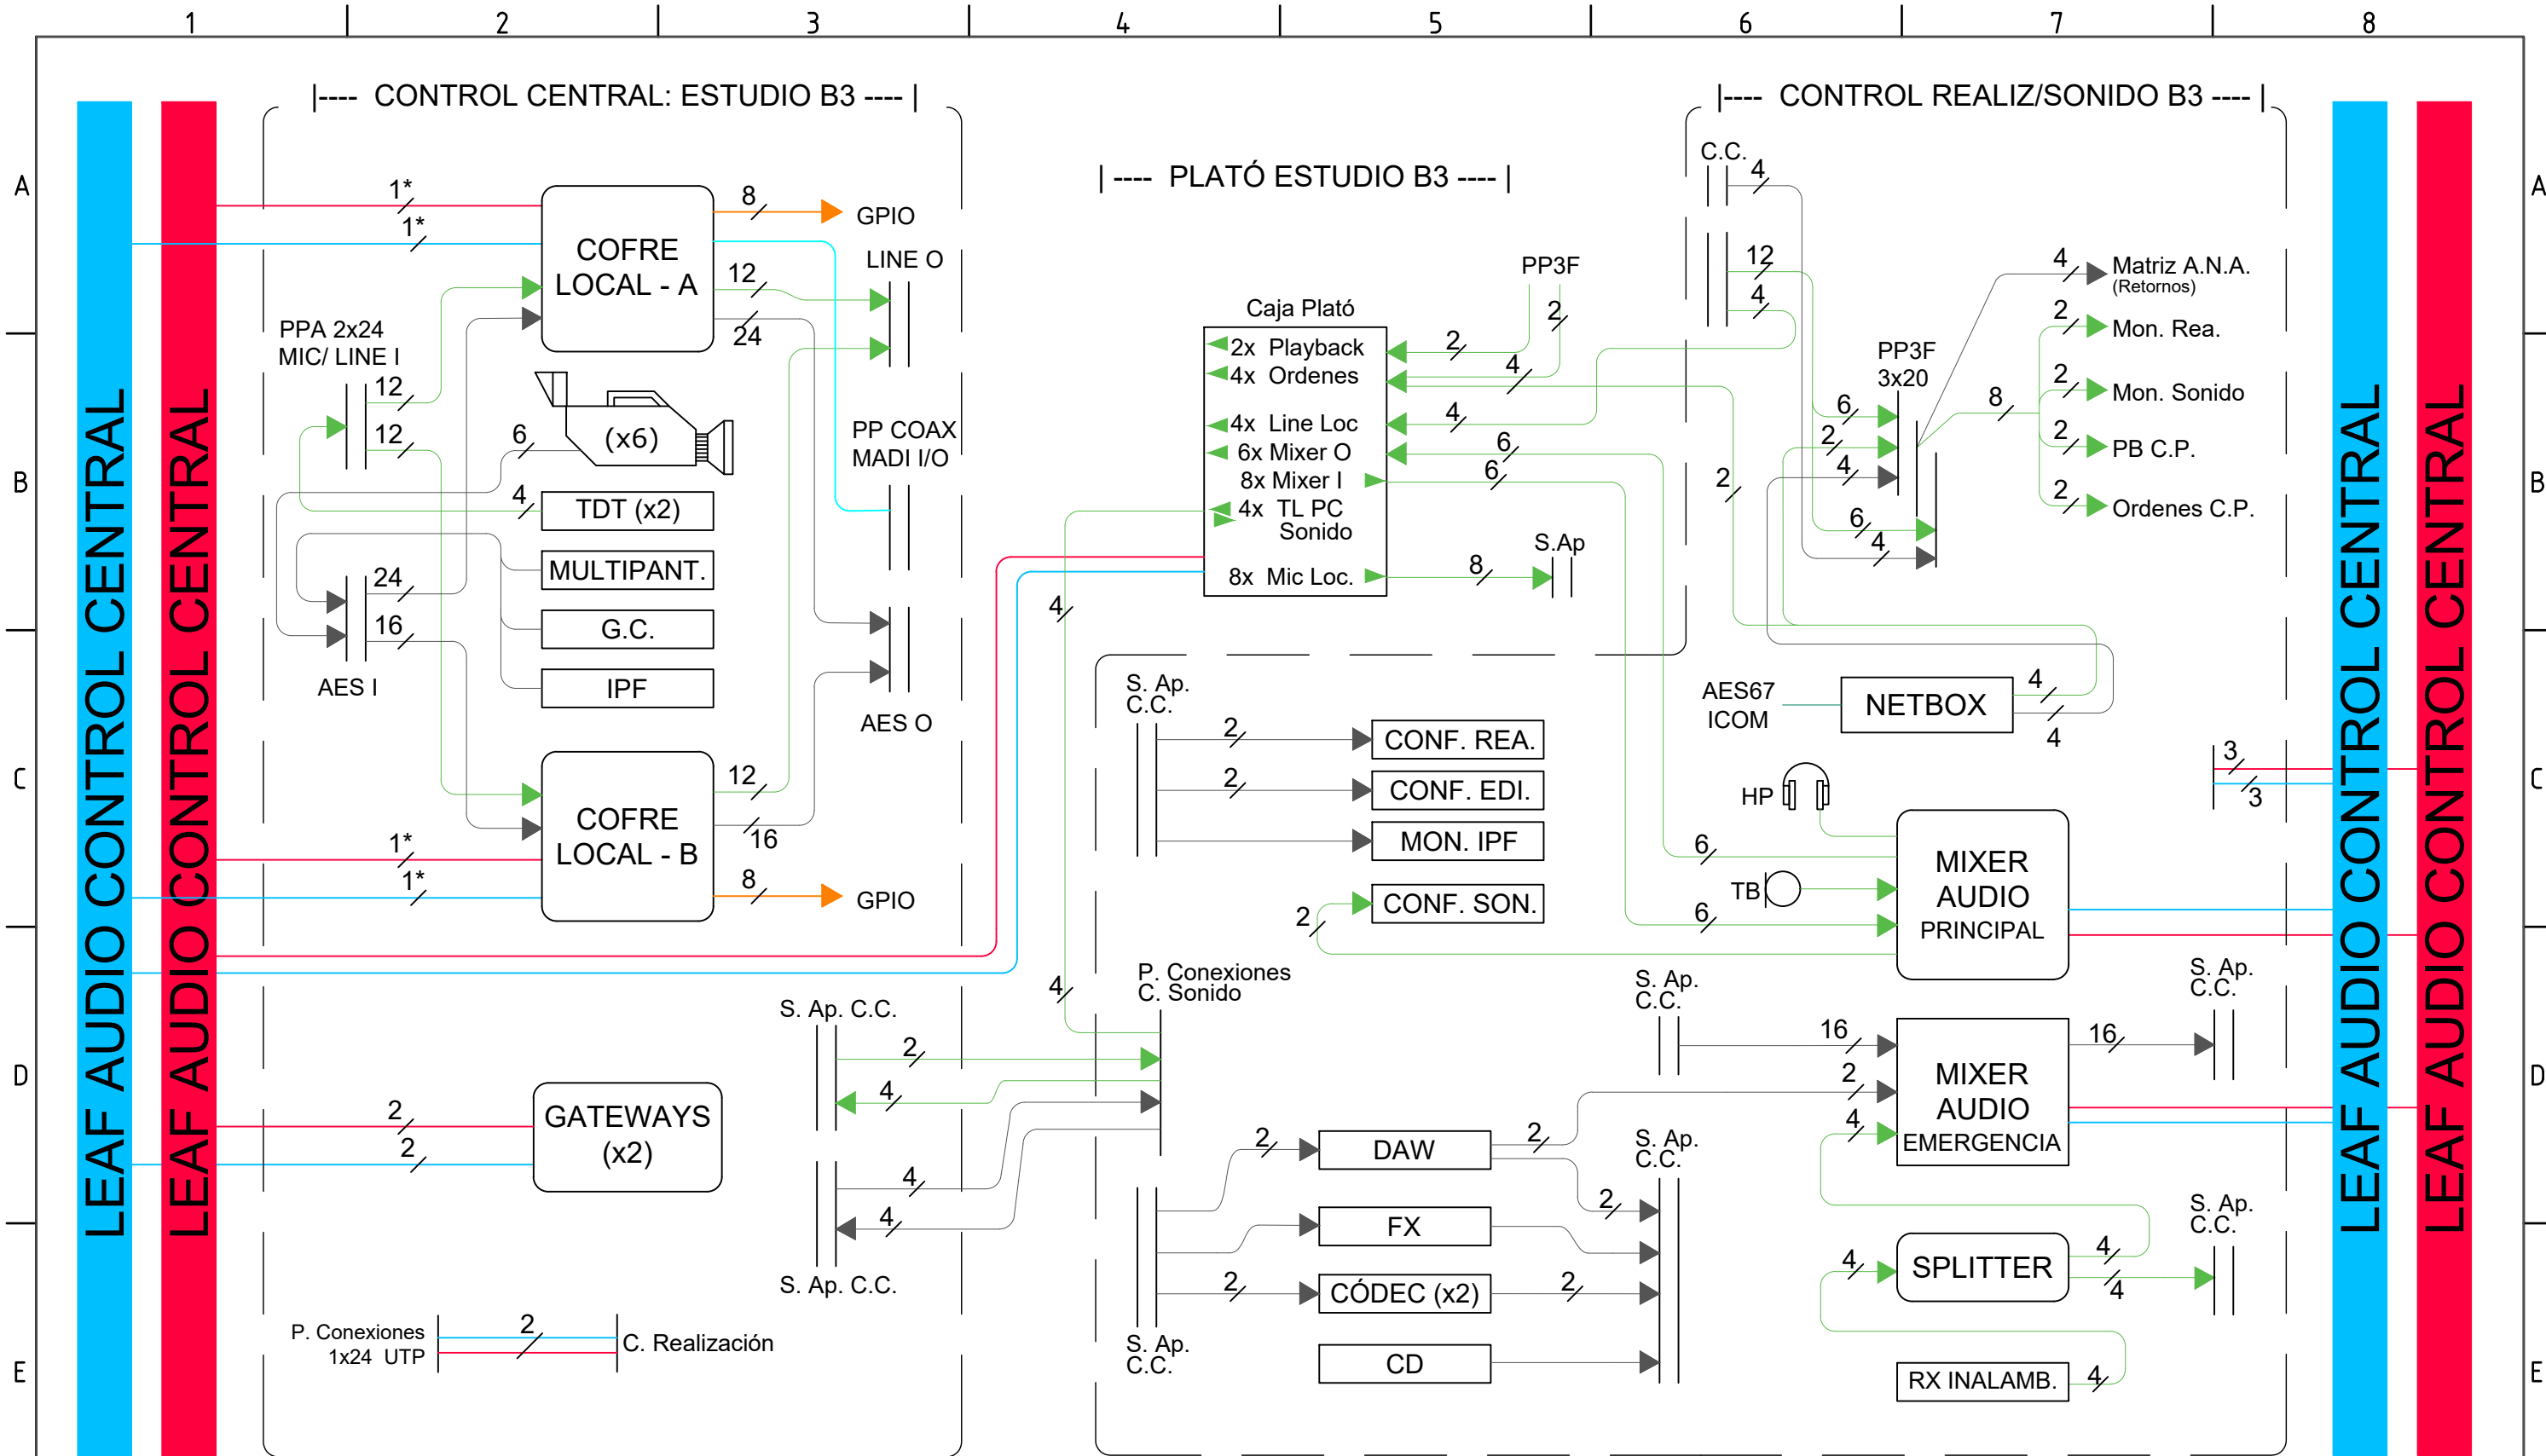 1 2 3 4 5 6 7 8
|---- CONTROL CENTRAL: ESTUDIO B3 ----|
|---- PLATÓ ESTUDIO B3 ----|
|---- CONTROL REALIZ/SONIDO B3 ----|
A
B
C
D
E
LEAF AUDIO CONTROL CENTRAL
LEAF AUDIO CONTROL CENTRAL
1*
1*
COFRE
LOCAL - A
8
GPIO
12
24
LINE O
PPA 2x24
MIC/ LINE I
12
12
6
(x6)
4
TDT (x2)
MULTIPANT.
G.C.
IPF
PP COAX
MADI I/O
24
16
AES I
AES O
COFRE
LOCAL - B
12
16
1*
1*
8
GPIO
S. Ap. C.C.
2
4
GATEWAYS
(x2)
2
2
4
4
S. Ap. C.C.
P. Conexiones
1x24 UTP
2
C. Realización
PP3F
2
Caja Plató
2x Playback
4x Ordenes
4x Line Loc
6x Mixer O
8x Mixer I
4x TL PC
Sonido
8x Mic Loc.
2
4
4
6
6
8
S.Ap
4
4
S. Ap.
C.C.
2
CONF. REA.
2
CONF. EDI.
MON. IPF
2
CONF. SON.
P. Conexiones
C. Sonido
2
DAW
2
FX
2
CÓDEC (x2)
2
CD
S. Ap.
C.C.
2
S. Ap.
C.C.
C.C.
4
12
4
PP3F
3x20
6
2
4
6
4
2
8
4
Matriz A.N.A.
(Retornos)
2
Mon. Rea.
2
Mon. Sonido
2
PB C.P.
2
Ordenes C.P.
AES67
ICOM
NETBOX
4
4
3
3
HP
6
TB
6
MIXER
AUDIO
PRINCIPAL
S. Ap.
C.C.
16
2
4
MIXER
AUDIO
EMERGENCIA
16
S. Ap.
C.C.
4
SPLITTER
4
4
S. Ap.
C.C.
RX INALAMB.
4
LEAF AUDIO CONTROL CENTRAL
LEAF AUDIO CONTROL CENTRAL
A
B
C
D
E